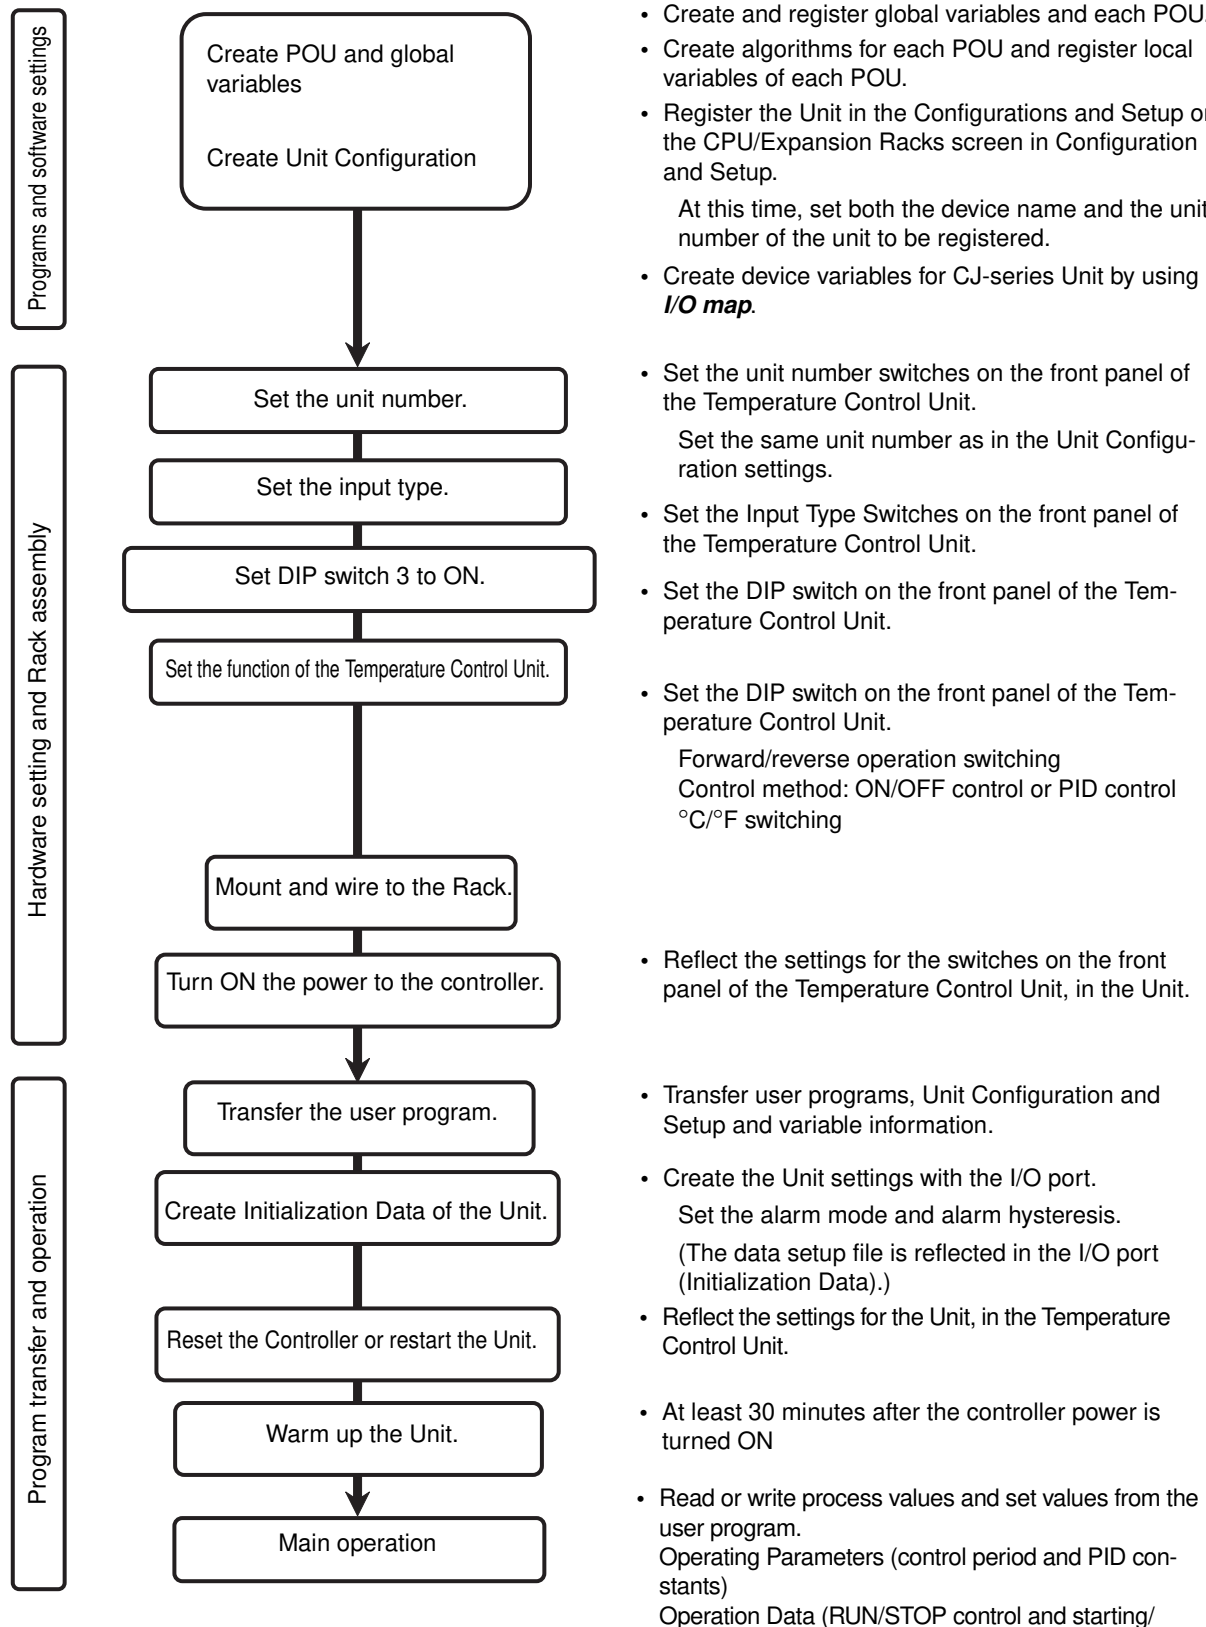 Programs and software settings
Create POU and global
variables
Create Unit Configuration
• Create and register global variables and each POU.
• Create algorithms for each POU and register local
variables of each POU.
• Register the Unit in the Configurations and Setup or
the CPU/Expansion Racks screen in Configuration
and Setup.
At this time, set both the device name and the unit
number of the unit to be registered.
• Create device variables for CJ-series Unit by using
I/O map.
Hardware setting and Rack assembly
Set the unit number.
• Set the unit number switches on the front panel of
the Temperature Control Unit.
Set the same unit number as in the Unit Configu-
ration settings.
Set the input type.
• Set the Input Type Switches on the front panel of
the Temperature Control Unit.
Set DIP switch 3 to ON.
• Set the DIP switch on the front panel of the Tem-
perature Control Unit.
Set the function of the Temperature Control Unit.
• Set the DIP switch on the front panel of the Tem-
perature Control Unit.
Forward/reverse operation switching
Control method: ON/OFF control or PID control
°C/°F switching
Mount and wire to the Rack.
Turn ON the power to the controller.
• Reflect the settings for the switches on the front
panel of the Temperature Control Unit, in the Unit.
Program transfer and operation
Transfer the user program.
• Transfer user programs, Unit Configuration and
Setup and variable information.
Create Initialization Data of the Unit.
• Create the Unit settings with the I/O port.
Set the alarm mode and alarm hysteresis.
(The data setup file is reflected in the I/O port
(Initialization Data).)
Reset the Controller or restart the Unit.
• Reflect the settings for the Unit, in the Temperature
Control Unit.
Warm up the Unit.
• At least 30 minutes after the controller power is
turned ON
Main operation
• Read or write process values and set values from the
user program.
Operating Parameters (control period and PID con-
stants)
Operation Data (RUN/STOP control and starting/